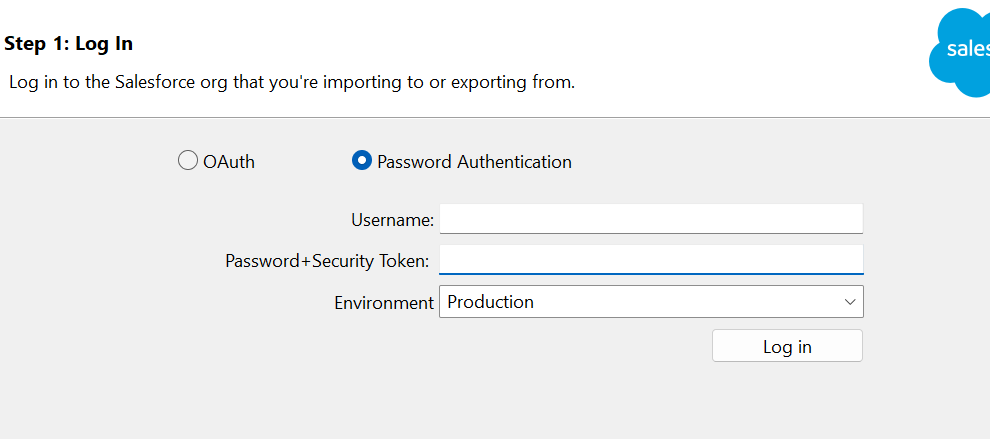 Step 1: Log In
Log in to the Salesforce org that you're importing to or exporting from.
OAuth
Password Authentication
Username:
Password+Security Token:
Environment
Production
Log in